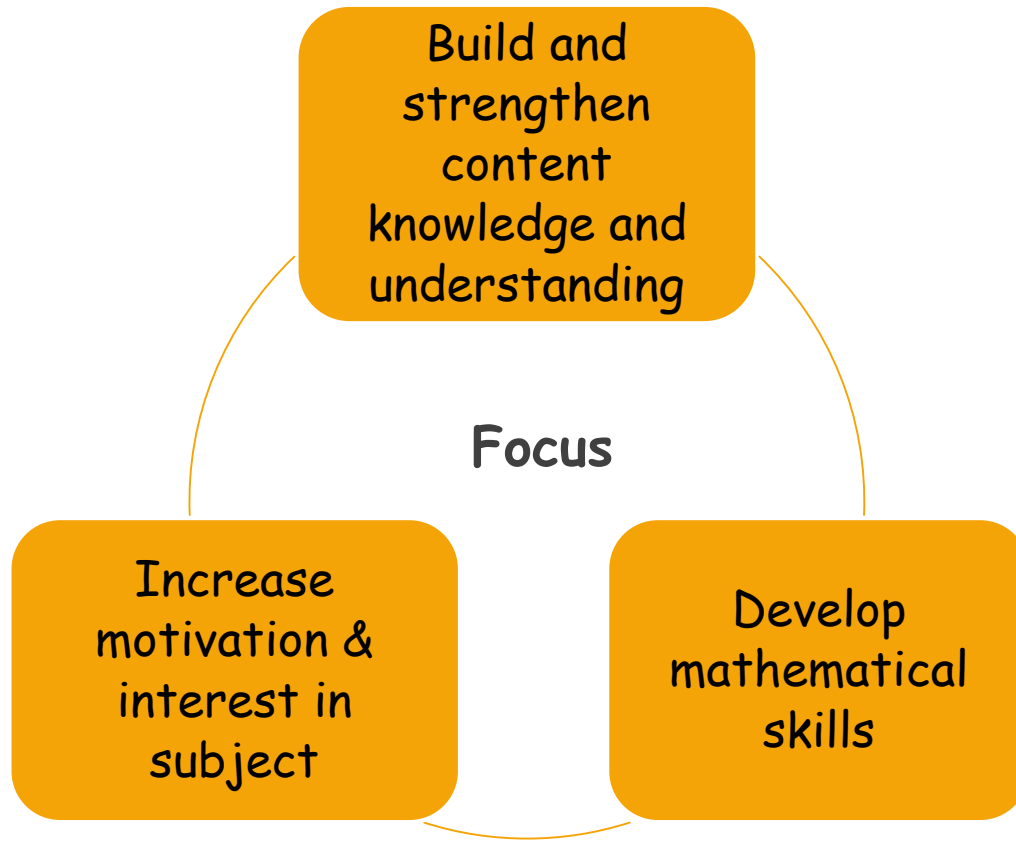 Build and
strengthen
content
knowledge and
understanding
Focus
Increase
motivation &
interest in
subject
Develop
mathematical
skills